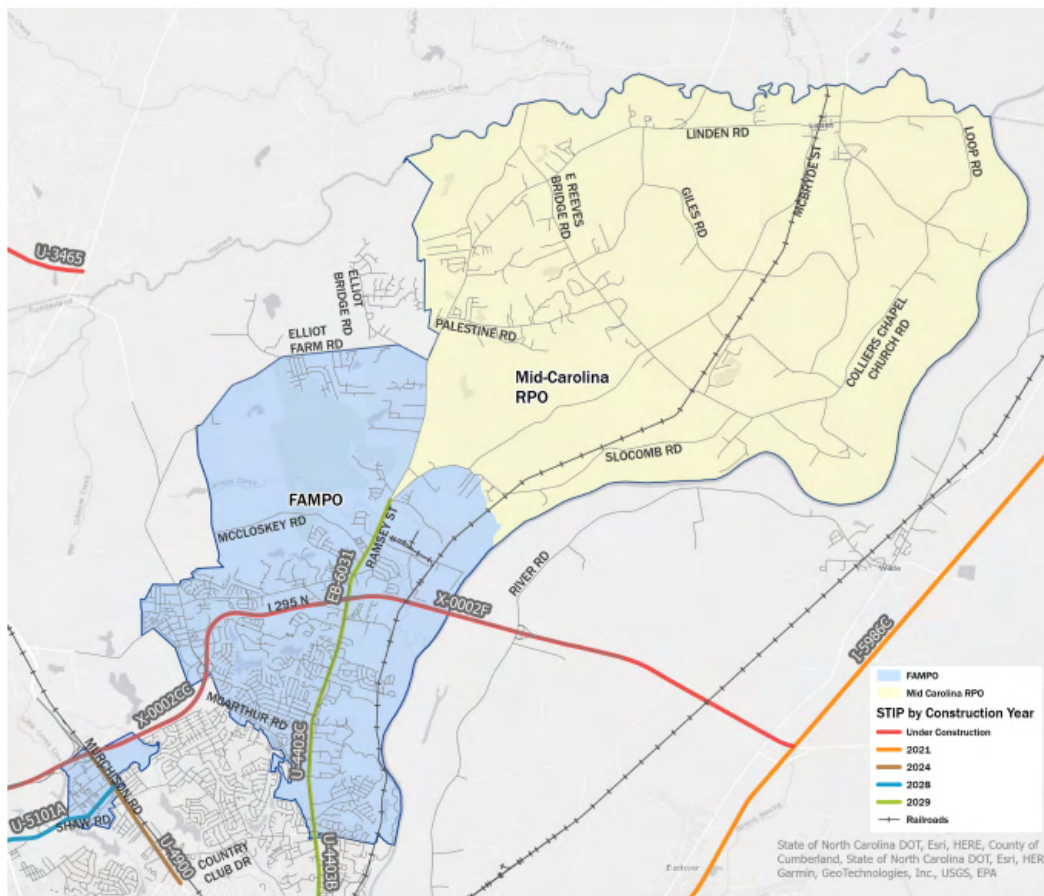 LINDEN RD
LOOP RD
MCBRYDE ST
E REEVES
BRIDGE RD
GILES RD
U-3465
ELLIOT
BRIDGE RD
ELLIOT
FARM RD
PALESTINE RD
COLLIERS CHAPEL
CHURCH RD
Mid-Carolina
RPO
SLOCOMB RD
FAMPO
MCCLOSKEY RD
RAMSEY ST
EB-6031
RIVER RD
Wade
I 295 N
X-0002F
I-5986C
X-0002CC
MCARTHUR RD
U-4403C
MURCHISON RD
U-5101A
SHAW RD
U-4900
COUNTRY
CLUB DR
U-4403B
Eastover
FAMPO
Mid Carolina RPO
STIP by Construction Year
Under Construction
2021
2024
2028
2029
Railroads
State of North Carolina DOT, Esri, HERE, County of
Cumberland, State of North Carolina DOT, Esri, HER
Garmin, GeoTechnologies, Inc., USGS, EPA